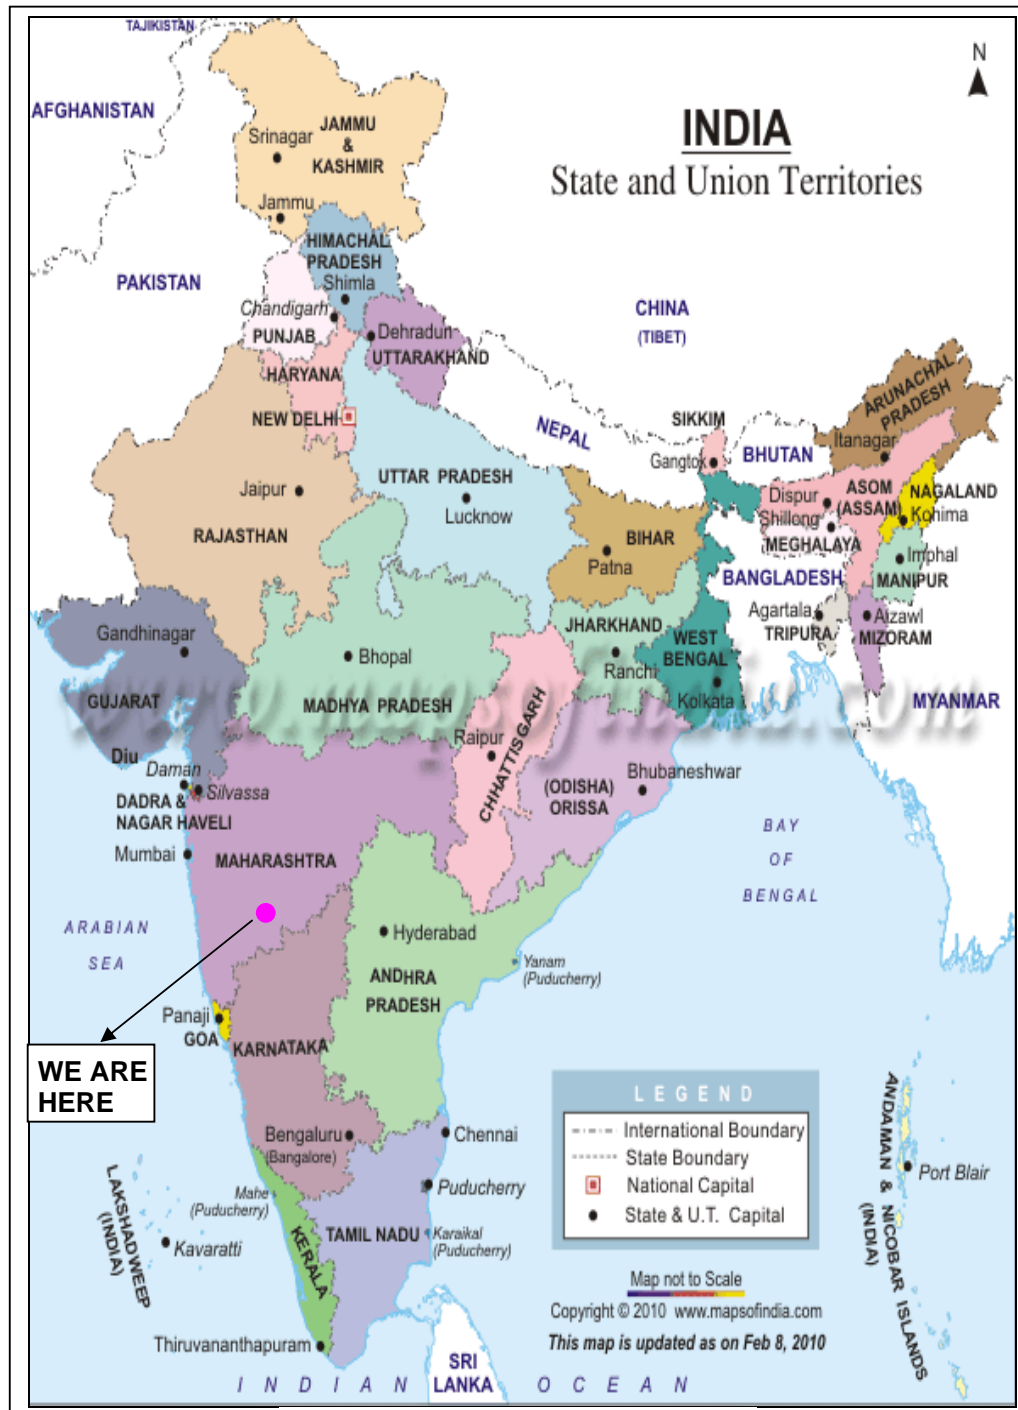 TAJIKISTAN
AFGHANISTAN
N
INDIA
State and Union Territories
JAMMU
&
KASHMIR
Srinagar
Jammu
HIMACHAL
PRADESH
Shimla
PAKISTAN
Chandigarh
PUNJAB
Dehradun
UTTARAKHAND
CHINA
(TIBET)
HARYANA
NEW DELHI
NEPAL
SIKKIM
Gangtok
BHUTAN
ARUNACHAL
PRADESH
Itanagar
UTTAR PRADESH
Lucknow
Jaipur
RAJASTHAN
BIHAR
Patna
Dispur
Shillong
MEGHALAYA
ASOM
(ASSAM)
NAGALAND
Kohima
Imphal
MANIPUR
BANGLADESH
Agartala
TRIPURA
Aizawl
MIZORAM
Gandhinagar
GUJARAT
Bhopal
MADHYA PRADESH
JHARKHAND
Ranchi
WEST
BENGAL
Kolkata
MYANMAR
www.mapsofindia.com
Diu
Daman
Silvassa
DADRA &
NAGAR HAVELI
Mumbai
MAHARASHTRA
Raipur
CHHATTISGARH
(ODISHA)
ORISSA
Bhubaneshwar
BAY
OF
BENGAL
ARABIAN
SEA
Hyderabad
ANDHRA
PRADESH
Yanam
(Puducherry)
Panaji
GOA
KARNATAKA
WE ARE
HERE
Bengaluru
(Bangalore)
Chennai
Mahe
(Puducherry)
Puducherry
KERALA
TAMIL NADU
Karaikal
(Puducherry)
LAKSHADWEEP
(INDIA)
Kavaratti
Thiruvananthapuram
LEGEND
International Boundary
State Boundary
National Capital
State & U.T. Capital
Map not to Scale
Copyright © 2010 www.mapsofindia.com
This map is updated as on Feb 8, 2010
ANDAMAN & NICOBAR ISLANDS
(INDIA)
Port Blair
SRI
LANKA
INDIAN OCEAN